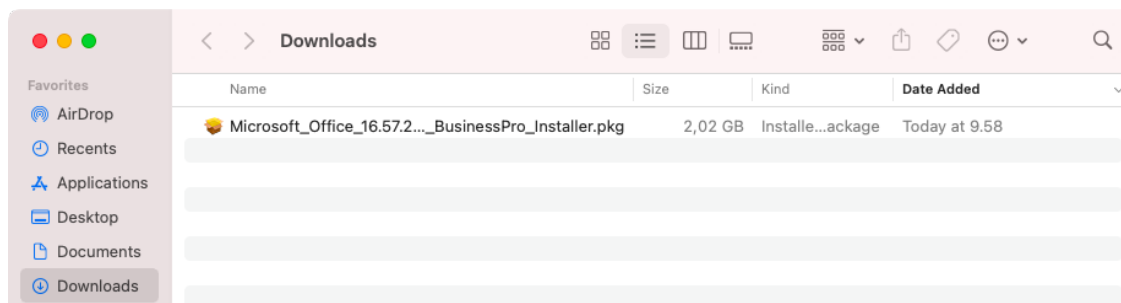 Downloads
Favorites
AirDrop
Recents
Applications
Desktop
Documents
Downloads
Name Size Kind Date Added
Microsoft_Office_16.57.2..._BusinessPro_Installer.pkg 2,02 GB Installe...ackage Today at 9.58